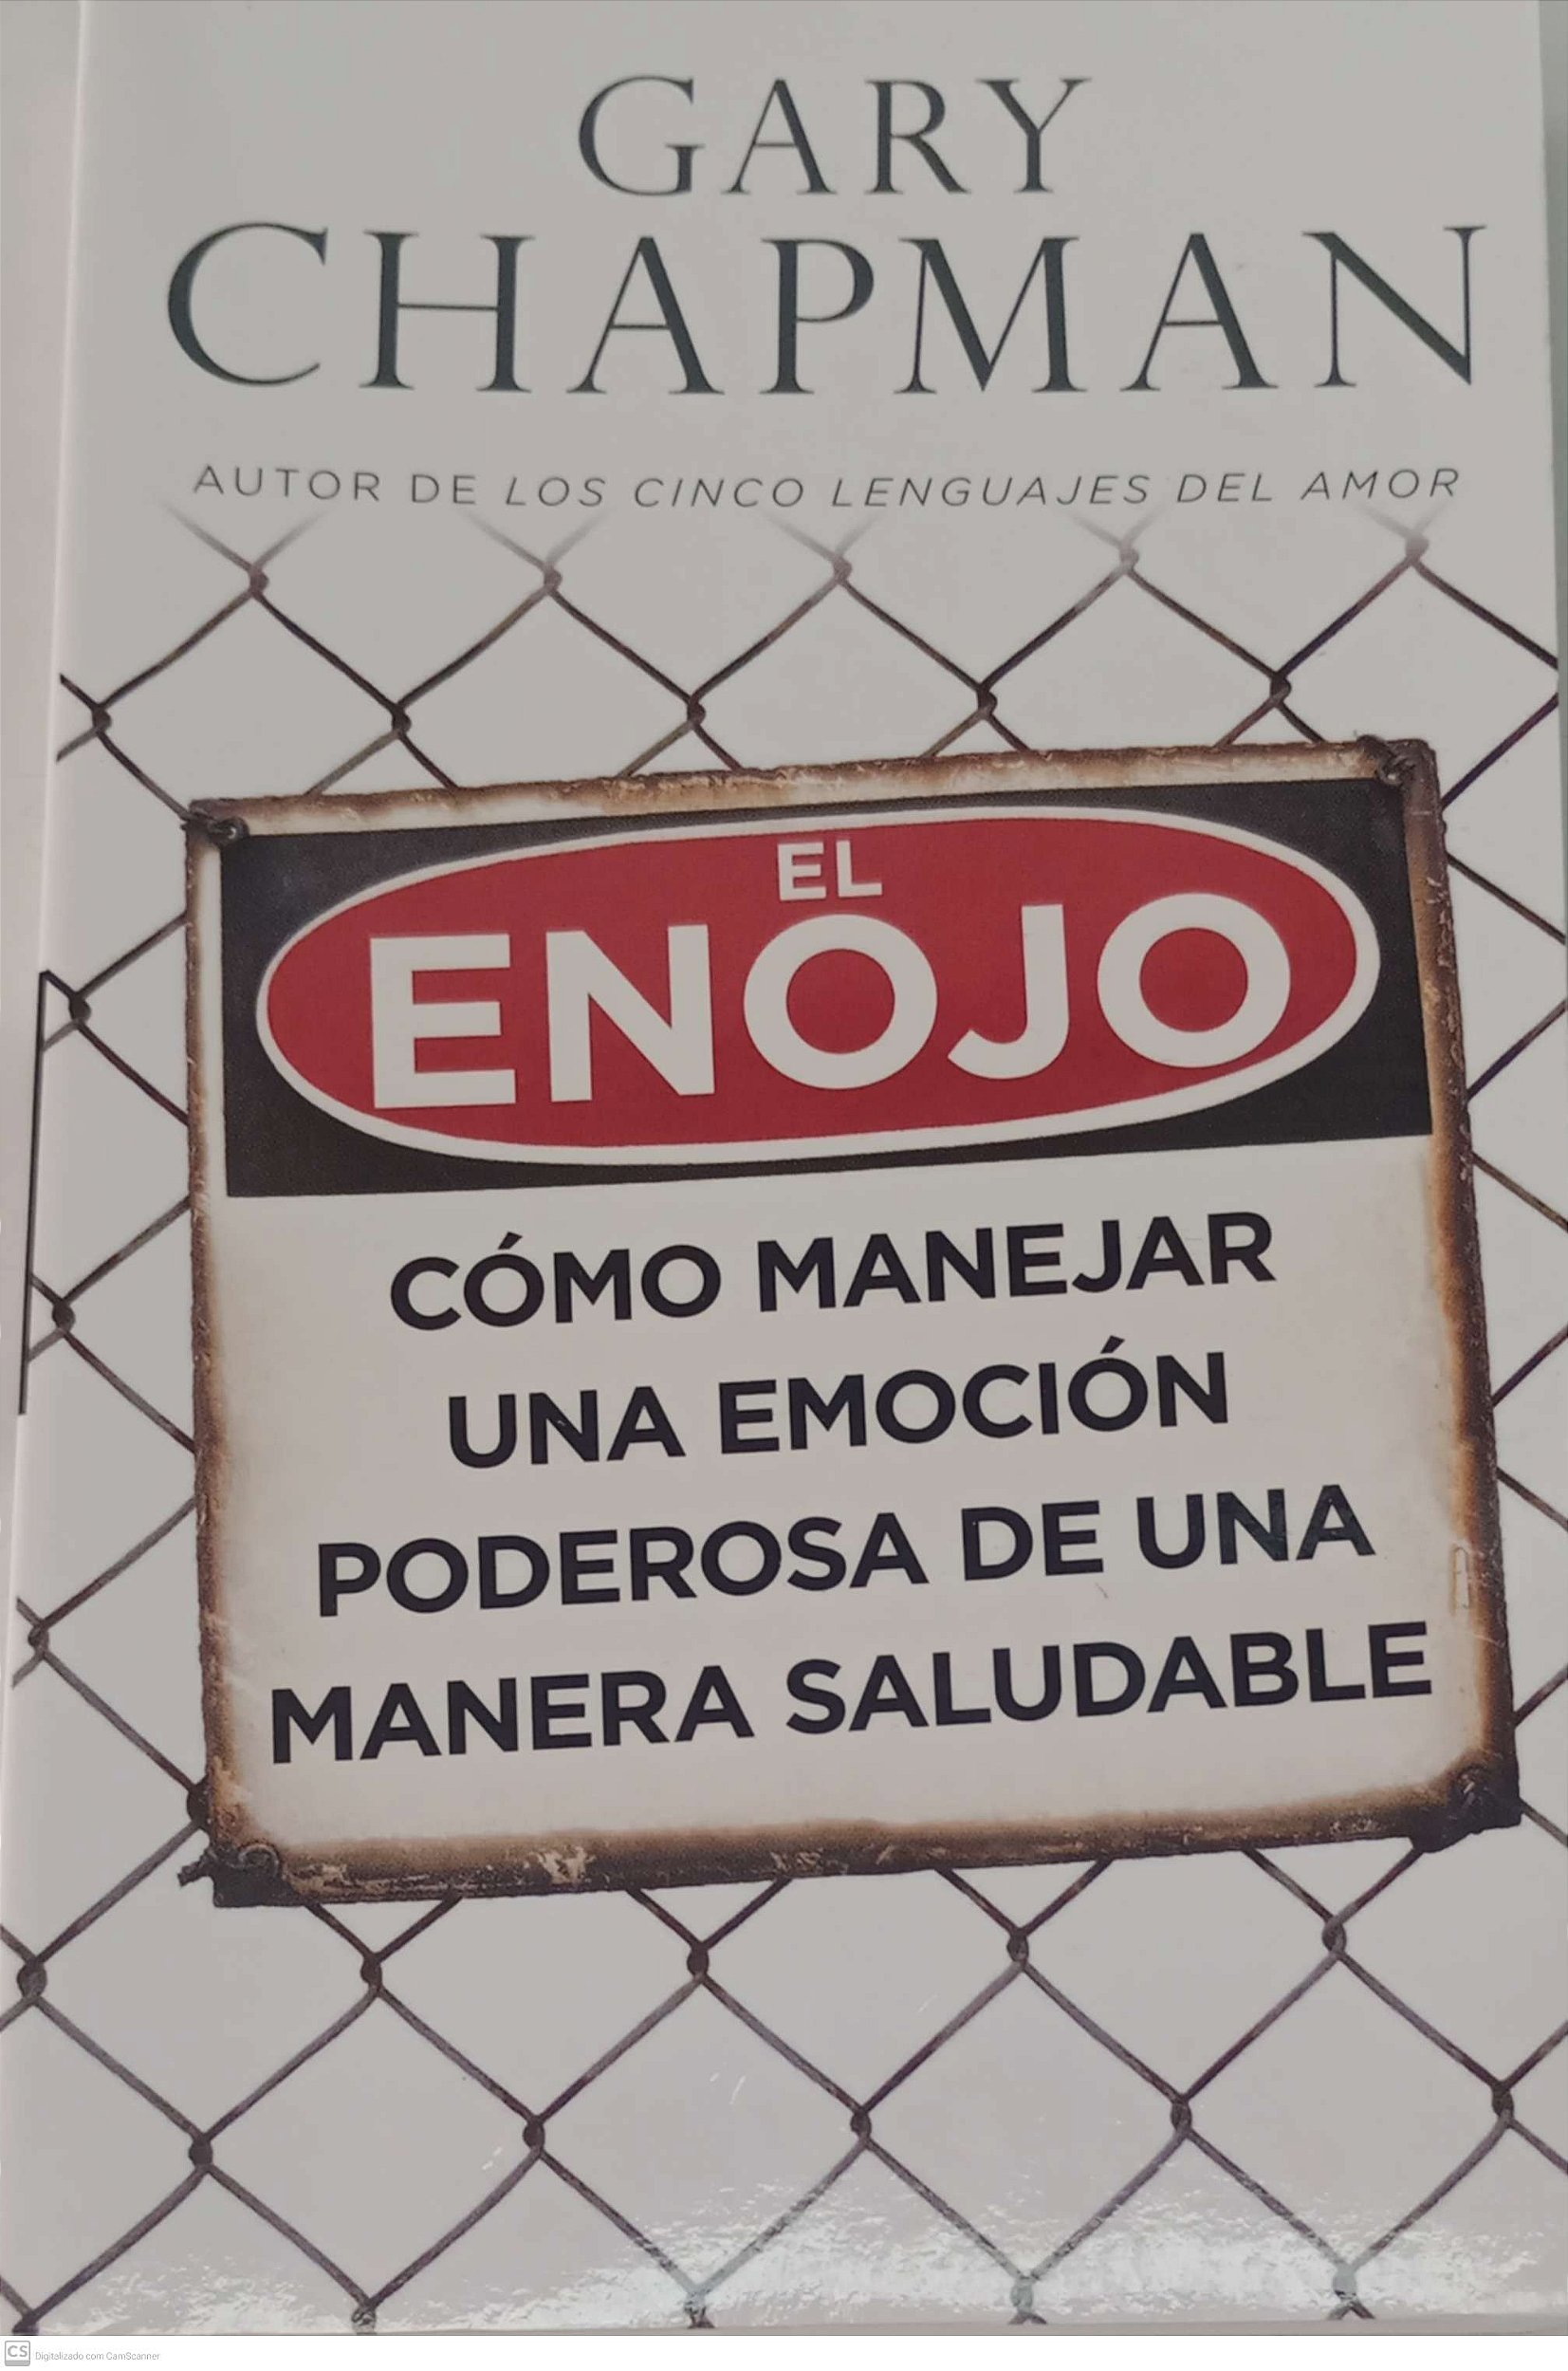 GARY
CHAPMAN
AUTOR DE LOS CINCO LENGUAJES DEL AMOR
EL
ENOJO
CÓMO MANEJAR
UNA EMOCIÓN
PODEROSA DE UNA
MANERA SALUDABLE
CS Digitalizado com CamScanner